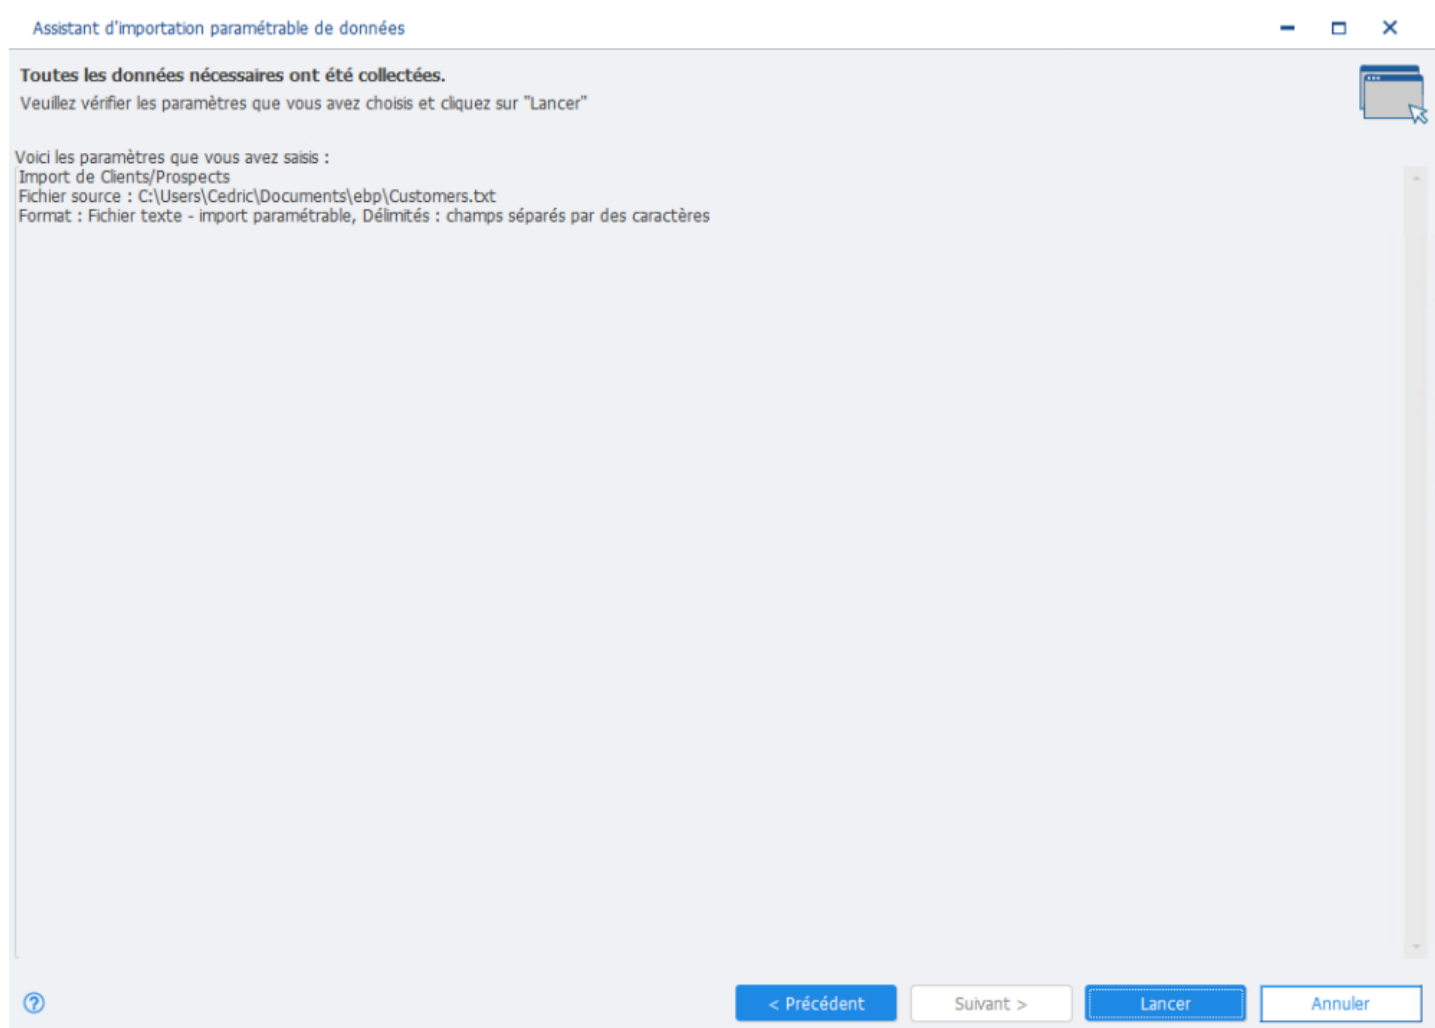 Assistant d'importation paramétrable de données
Toutes les données nécessaires ont été collectées.
Veuillez vérifier les paramètres que vous avez choisis et cliquez sur "Lancer"
Voici les paramètres que vous avez saisis :
Import de Clients/Prospects
Fichier source : C:\Users\Cedric\Documents\ebp\Customers.txt
Format : Fichier texte - import paramétrable, Délimités : champs séparés par des caractères
? < Précédent Suivant > Lancer Annuler